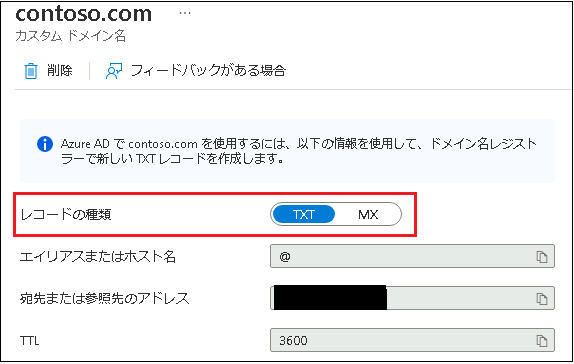 contoso.com ...
カスタム ドメイン名
削除 フィードバックがある場合
Azure AD で contoso.com を使用するには、以下の情報を使用して、ドメイン名レジスト
ラーで新しい TXT レコードを作成します。
レコードの種類 TXT MX
エイリアスまたはホスト名 @
宛先または参照先のアドレス
TTL 3600